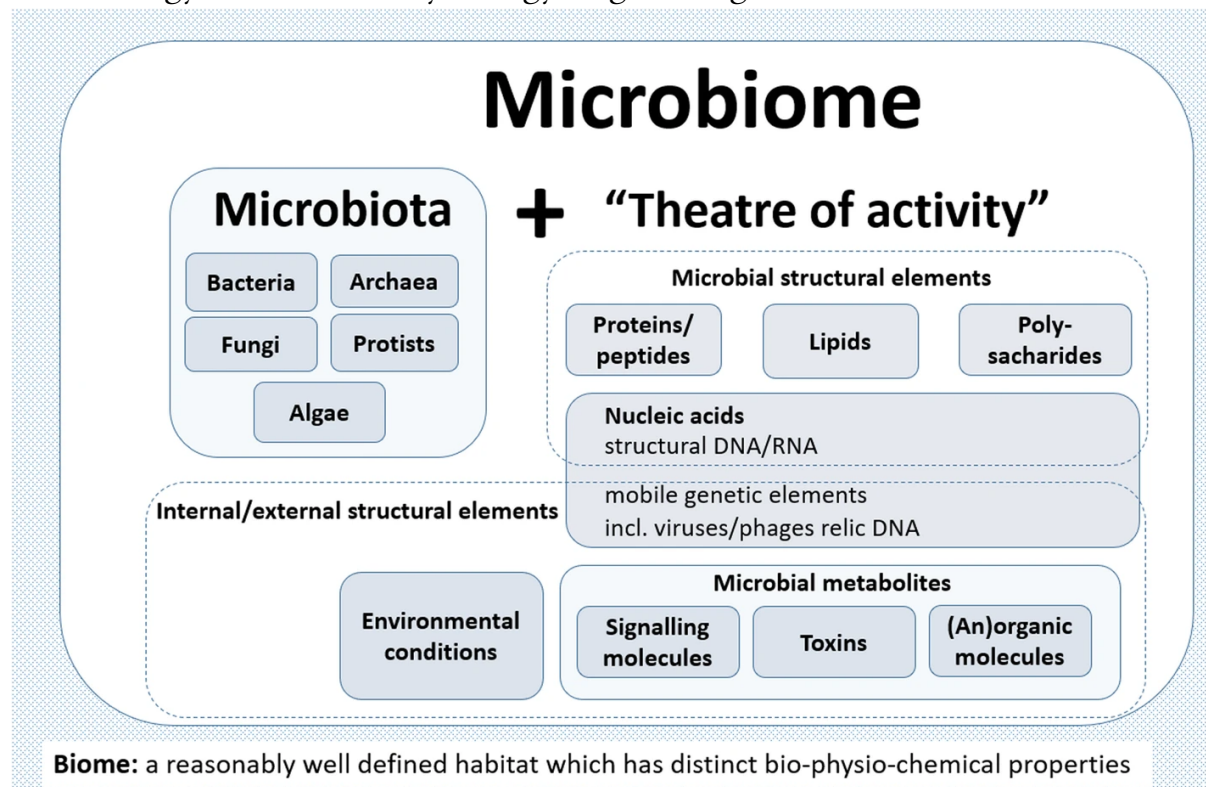 Microbiome
Microbiota
+
“Theatre of activity”
Bacteria
Archaea
Fungi
Protists
Algae
Microbial structural elements
Proteins/
peptides
Lipids
Poly-
sacharides
Nucleic acids
structural DNA/RNA
mobile genetic elements
incl. viruses/phages relic DNA
Internal/external structural elements
Environmental
conditions
Microbial metabolites
Signalling
molecules
Toxins
(An)organic
molecules
Biome: a reasonably well defined habitat which has distinct bio-physio-chemical properties